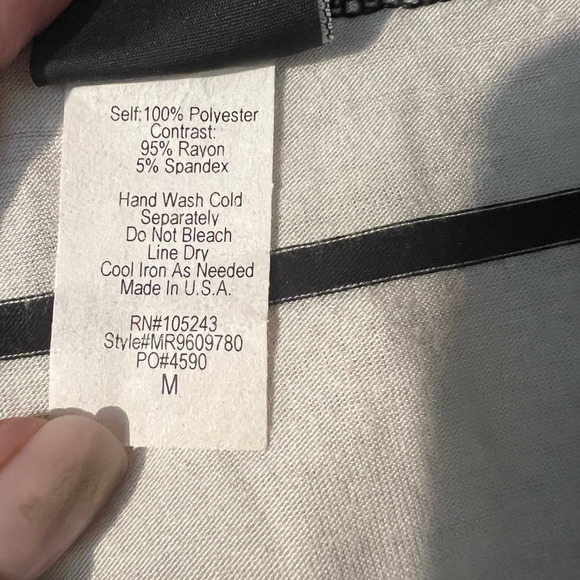 Self:100% Polyester
Contrast:
95% Rayon
5% Spandex
Hand Wash Cold
Separately
Do Not Bleach
Line Dry
Cool Iron As Needed
Made In U.S.A.
RN#105243
Style#MR9609780
PO#4590
M